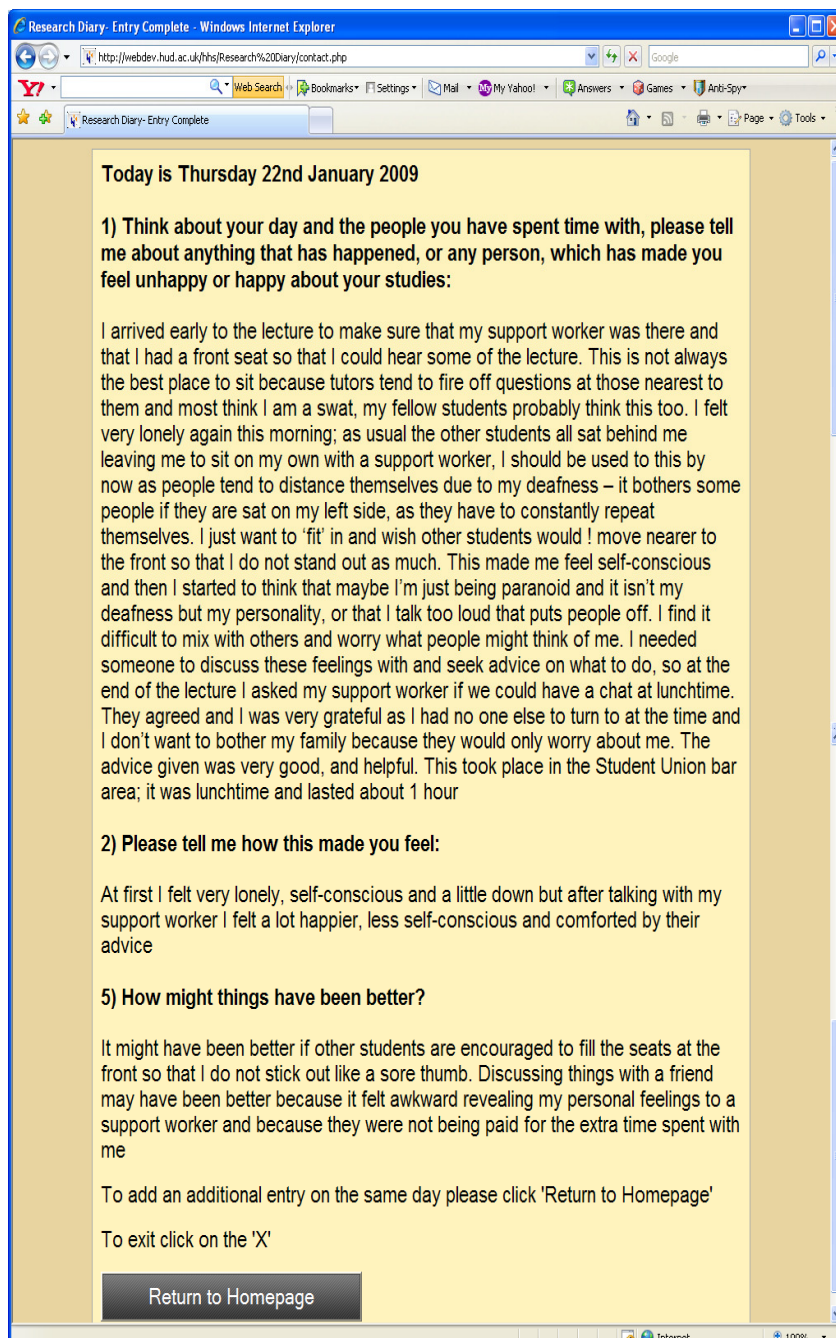 Research Diary- Entry Complete - Windows Internet Explorer
http://webdev.hud.ac.uk/hhs/Research%20Diary/contact.php
Google
Y! Web Search Bookmarks Settings Mail My Yahoo! Answers Games Anti-Spy
Research Diary- Entry Complete Page Tools
Today is Thursday 22nd January 2009
1) Think about your day and the people you have spent time with, please tell
me about anything that has happened, or any person, which has made you
feel unhappy or happy about your studies:
I arrived early to the lecture to make sure that my support worker was there and
that I had a front seat so that I could hear some of the lecture. This is not always
the best place to sit because tutors tend to fire off questions at those nearest to
them and most think I am a swat, my fellow students probably think this too. I felt
very lonely again this morning; as usual the other students all sat behind me
leaving me to sit on my own with a support worker, I should be used to this by
now as people tend to distance themselves due to my deafness – it bothers some
people if they are sat on my left side, as they have to constantly repeat
themselves. I just want to ‘fit’ in and wish other students would ! move nearer to
the front so that I do not stand out as much. This made me feel self-conscious
and then I started to think that maybe I’m just being paranoid and it isn’t my
deafness but my personality, or that I talk too loud that puts people off. I find it
difficult to mix with others and worry what people might think of me. I needed
someone to discuss these feelings with and seek advice on what to do, so at the
end of the lecture I asked my support worker if we could have a chat at lunchtime.
They agreed and I was very grateful as I had no one else to turn to at the time and
I don’t want to bother my family because they would only worry about me. The
advice given was very good, and helpful. This took place in the Student Union bar
area; it was lunchtime and lasted about 1 hour
2) Please tell me how this made you feel:
At first I felt very lonely, self-conscious and a little down but after talking with my
support worker I felt a lot happier, less self-conscious and comforted by their
advice
5) How might things have been better?
It might have been better if other students are encouraged to fill the seats at the
front so that I do not stick out like a sore thumb. Discussing things with a friend
may have been better because it felt awkward revealing my personal feelings to a
support worker and because they were not being paid for the extra time spent with
me
To add an additional entry on the same day please click 'Return to Homepage'
To exit click on the 'X'
Return to Homepage
Internet 100%